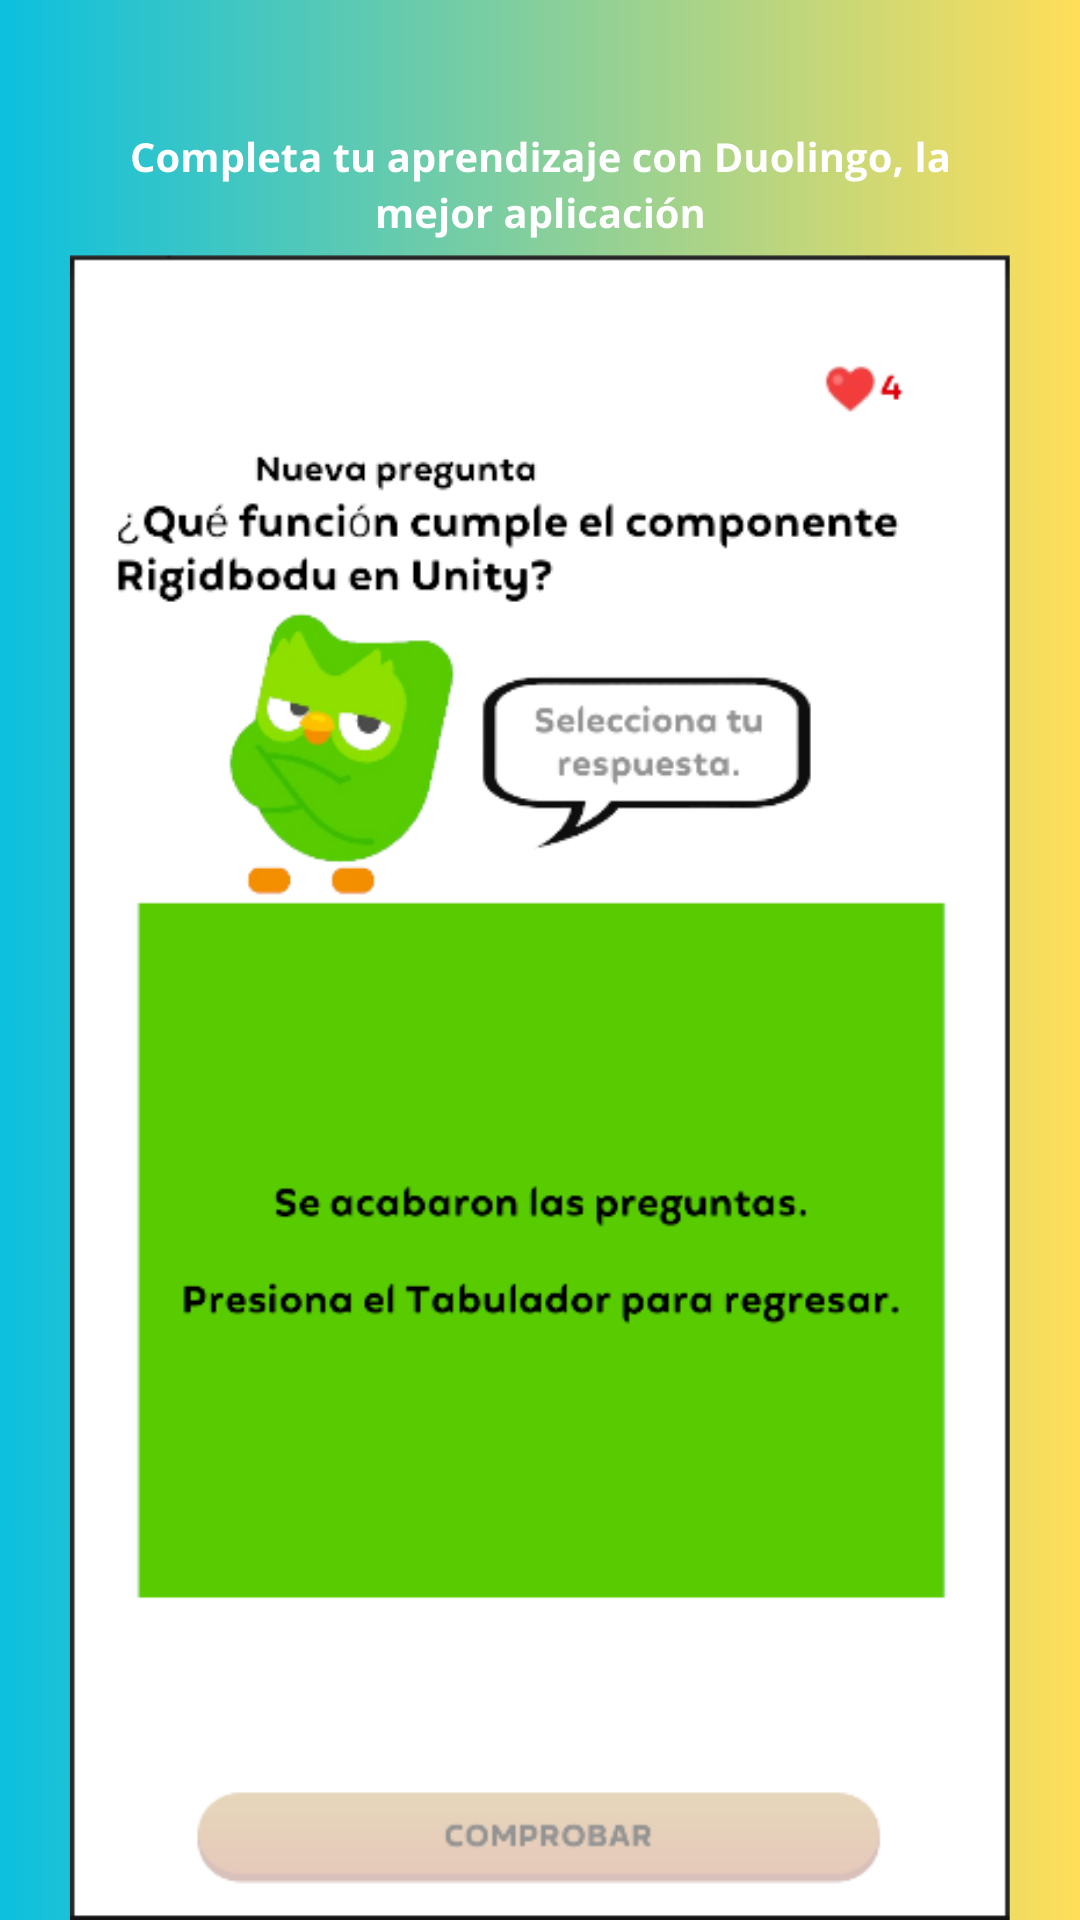 Completa tu aprendizaje con Duolingo, la
mejor aplicación
4
Nueva pregunta
¿Qué función cumple el componente
Rigidbodu en Unity?
Selecciona tu
respuesta.
Se acabaron las preguntas.
Presiona el Tabulador para regresar.
COMPROBAR